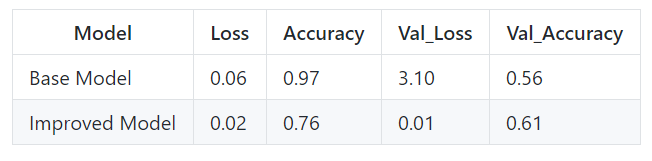 Model Loss Accuracy Val_Loss Val_Accuracy
Base Model 0.06 0.97 3.10 0.56
Improved Model 0.02 0.76 0.01 0.61